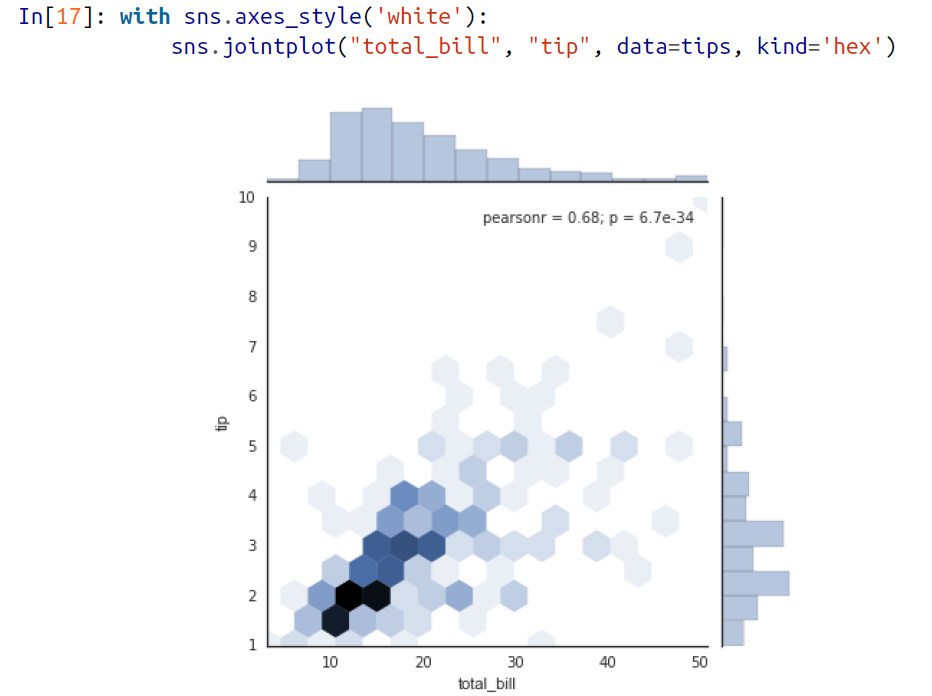 In[17]: with sns.axes_style('white'):
sns.jointplot("total_bill", "tip", data=tips, kind='hex')
10
pearsonr = 0.68; p = 6.7e-34
9
8
7
6
tip
5
4
3
2
1
10 20 30 40 50
total_bill